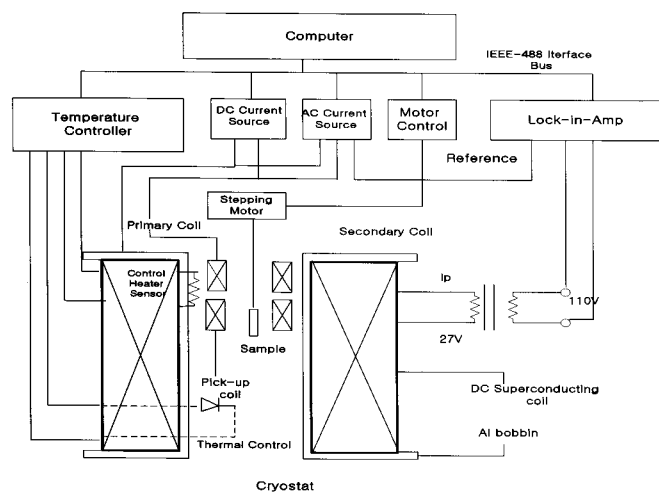 Computer
IEEE-488 Iterface
Bus
Temperature
Controller
DC Current
Source
AC Current
Source
Motor
Control
Lock-in-Amp
Reference
Stepping
Motor
Primary Coil
Secondary Coil
Control
Heater
Sensor
Ip
110V
27V
Sample
Pick-up
coil
DC Superconducting
coil
Thermal Control
Al bobbin
Cryostat